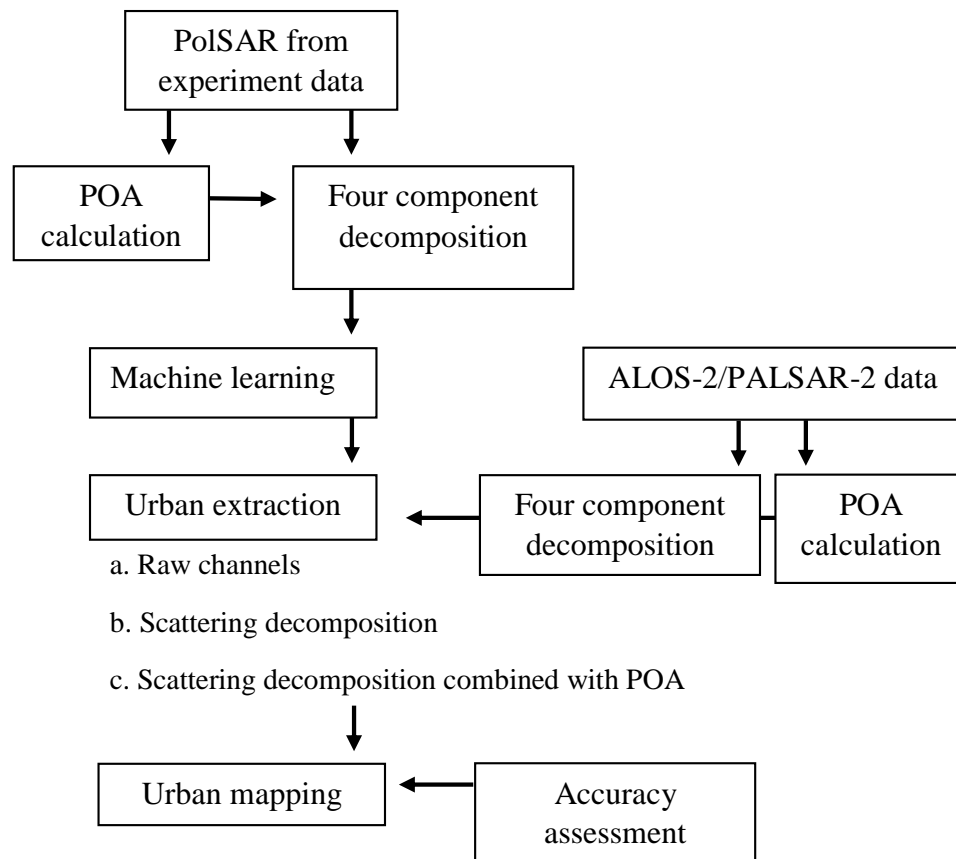 PolSAR from
experiment data
POA
calculation
Four component
decomposition
Machine learning
ALOS-2/PALSAR-2 data
Urban extraction
Four component
decomposition
POA
calculation
a. Raw channels
b. Scattering decomposition
c. Scattering decomposition combined with POA
Urban mapping
Accuracy
assessment